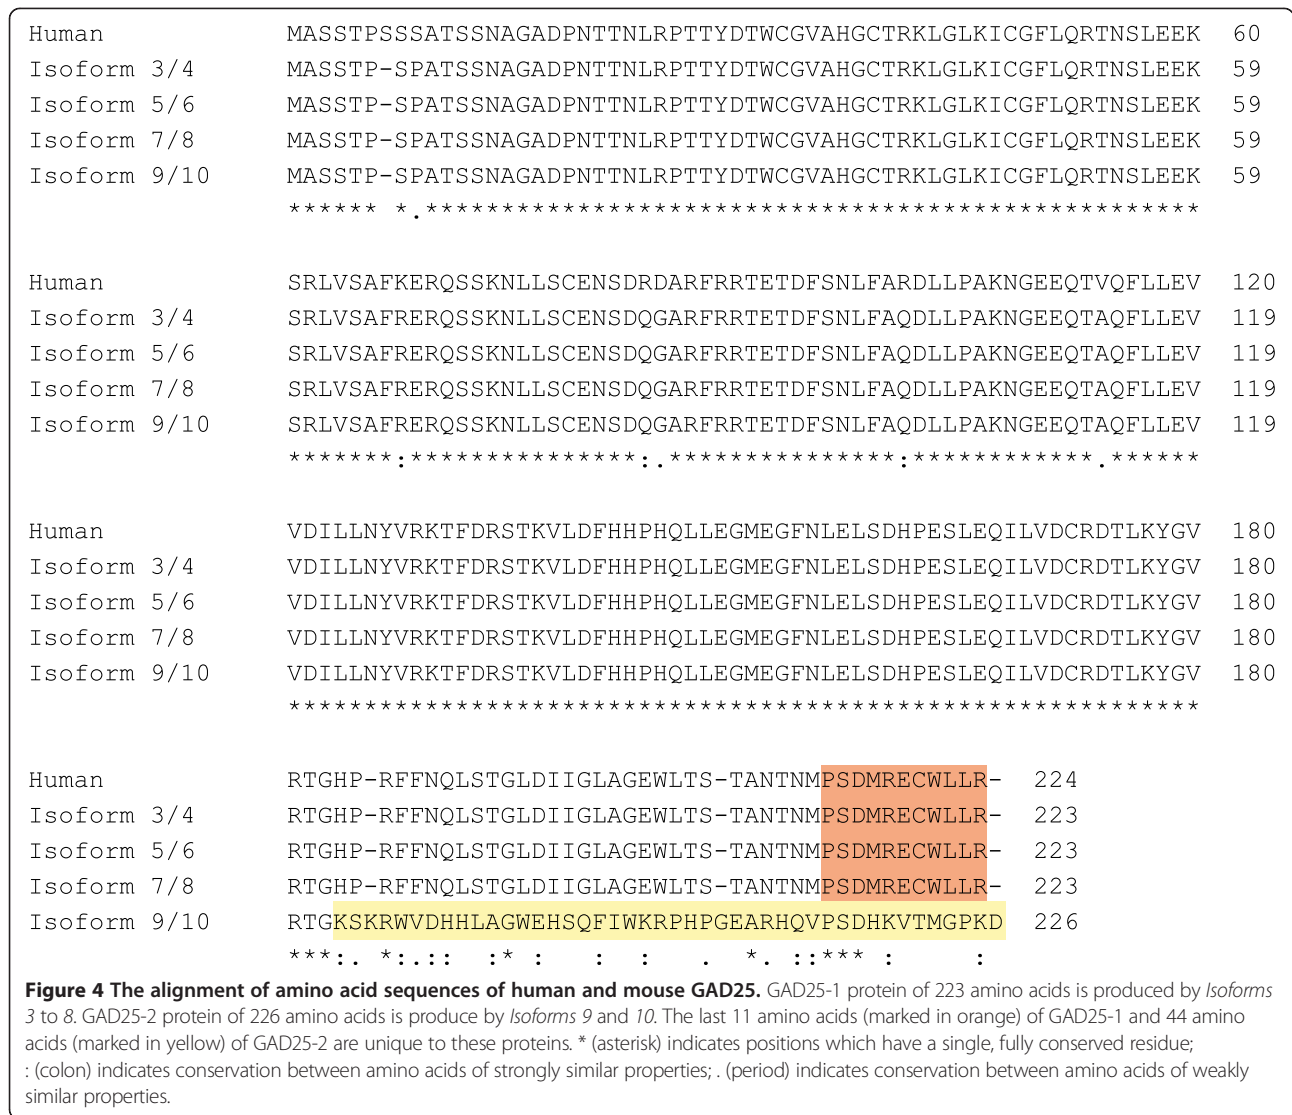 Human MASSTPSSSATSSNAGADPNTTNLRPTTYDTWCGVAHGCTRKLGLKICGFLQRTNSLEEK 60
Isoform 3/4 MASSTP-SPATSSNAGADPNTTNLRPTTYDTWCGVAHGCTRKLGLKICGFLQRTNSLEEK 59
Isoform 5/6 MASSTP-SPATSSNAGADPNTTNLRPTTYDTWCGVAHGCTRKLGLKICGFLQRTNSLEEK 59
Isoform 7/8 MASSTP-SPATSSNAGADPNTTNLRPTTYDTWCGVAHGCTRKLGLKICGFLQRTNSLEEK 59
Isoform 9/10 MASSTP-SPATSSNAGADPNTTNLRPTTYDTWCGVAHGCTRKLGLKICGFLQRTNSLEEK 59
****** *.***************************************************
Human SRLVSAFKERQSSKNLLSCENSDRDARFRRTETDFSNLFARDLLPAKNGEEQTVQFLLEV 120
Isoform 3/4 SRLVSAFRERQSSKNLLSCENSDQGARFRRTETDFSNLFAQDLLPAKNGEEQTAQFLLEV 119
Isoform 5/6 SRLVSAFRERQSSKNLLSCENSDQGARFRRTETDFSNLFAQDLLPAKNGEEQTAQFLLEV 119
Isoform 7/8 SRLVSAFRERQSSKNLLSCENSDQGARFRRTETDFSNLFAQDLLPAKNGEEQTAQFLLEV 119
Isoform 9/10 SRLVSAFRERQSSKNLLSCENSDQGARFRRTETDFSNLFAQDLLPAKNGEEQTAQFLLEV 119
*******:***************:.***************:************.******
Human VDILLNYVRKTFDRSTKVLDFHHPHQLLEGMEGFNLELSDHPESLEQILVDCRDTLKYGV 180
Isoform 3/4 VDILLNYVRKTFDRSTKVLDFHHPHQLLEGMEGFNLELSDHPESLEQILVDCRDTLKYGV 180
Isoform 5/6 VDILLNYVRKTFDRSTKVLDFHHPHQLLEGMEGFNLELSDHPESLEQILVDCRDTLKYGV 180
Isoform 7/8 VDILLNYVRKTFDRSTKVLDFHHPHQLLEGMEGFNLELSDHPESLEQILVDCRDTLKYGV 180
Isoform 9/10 VDILLNYVRKTFDRSTKVLDFHHPHQLLEGMEGFNLELSDHPESLEQILVDCRDTLKYGV 180
************************************************************
Human RTGHP-RFFNQLSTGLDIIGLAGEWLTS-TANTNMPSDMRECWLLR- 224
Isoform 3/4 RTGHP-RFFNQLSTGLDIIGLAGEWLTS-TANTNMPSDMRECWLLR- 223
Isoform 5/6 RTGHP-RFFNQLSTGLDIIGLAGEWLTS-TANTNMPSDMRECWLLR- 223
Isoform 7/8 RTGHP-RFFNQLSTGLDIIGLAGEWLTS-TANTNMPSDMRECWLLR- 223
Isoform 9/10 RTGKSKRWVDHHLAGWEHSQFIWKRPHPGEARHQVPSDHKVTMGPKD 226
***:. *:.::  :* :   :  :   .  *. ::*** :     :
Figure 4 The alignment of amino acid sequences of human and mouse GAD25. GAD25-1 protein of 223 amino acids is produced by Isoforms
3 to 8. GAD25-2 protein of 226 amino acids is produce by Isoforms 9 and 10. The last 11 amino acids (marked in orange) of GAD25-1 and 44 amino
acids (marked in yellow) of GAD25-2 are unique to these proteins. * (asterisk) indicates positions which have a single, fully conserved residue;
: (colon) indicates conservation between amino acids of strongly similar properties; . (period) indicates conservation between amino acids of weakly
similar properties.